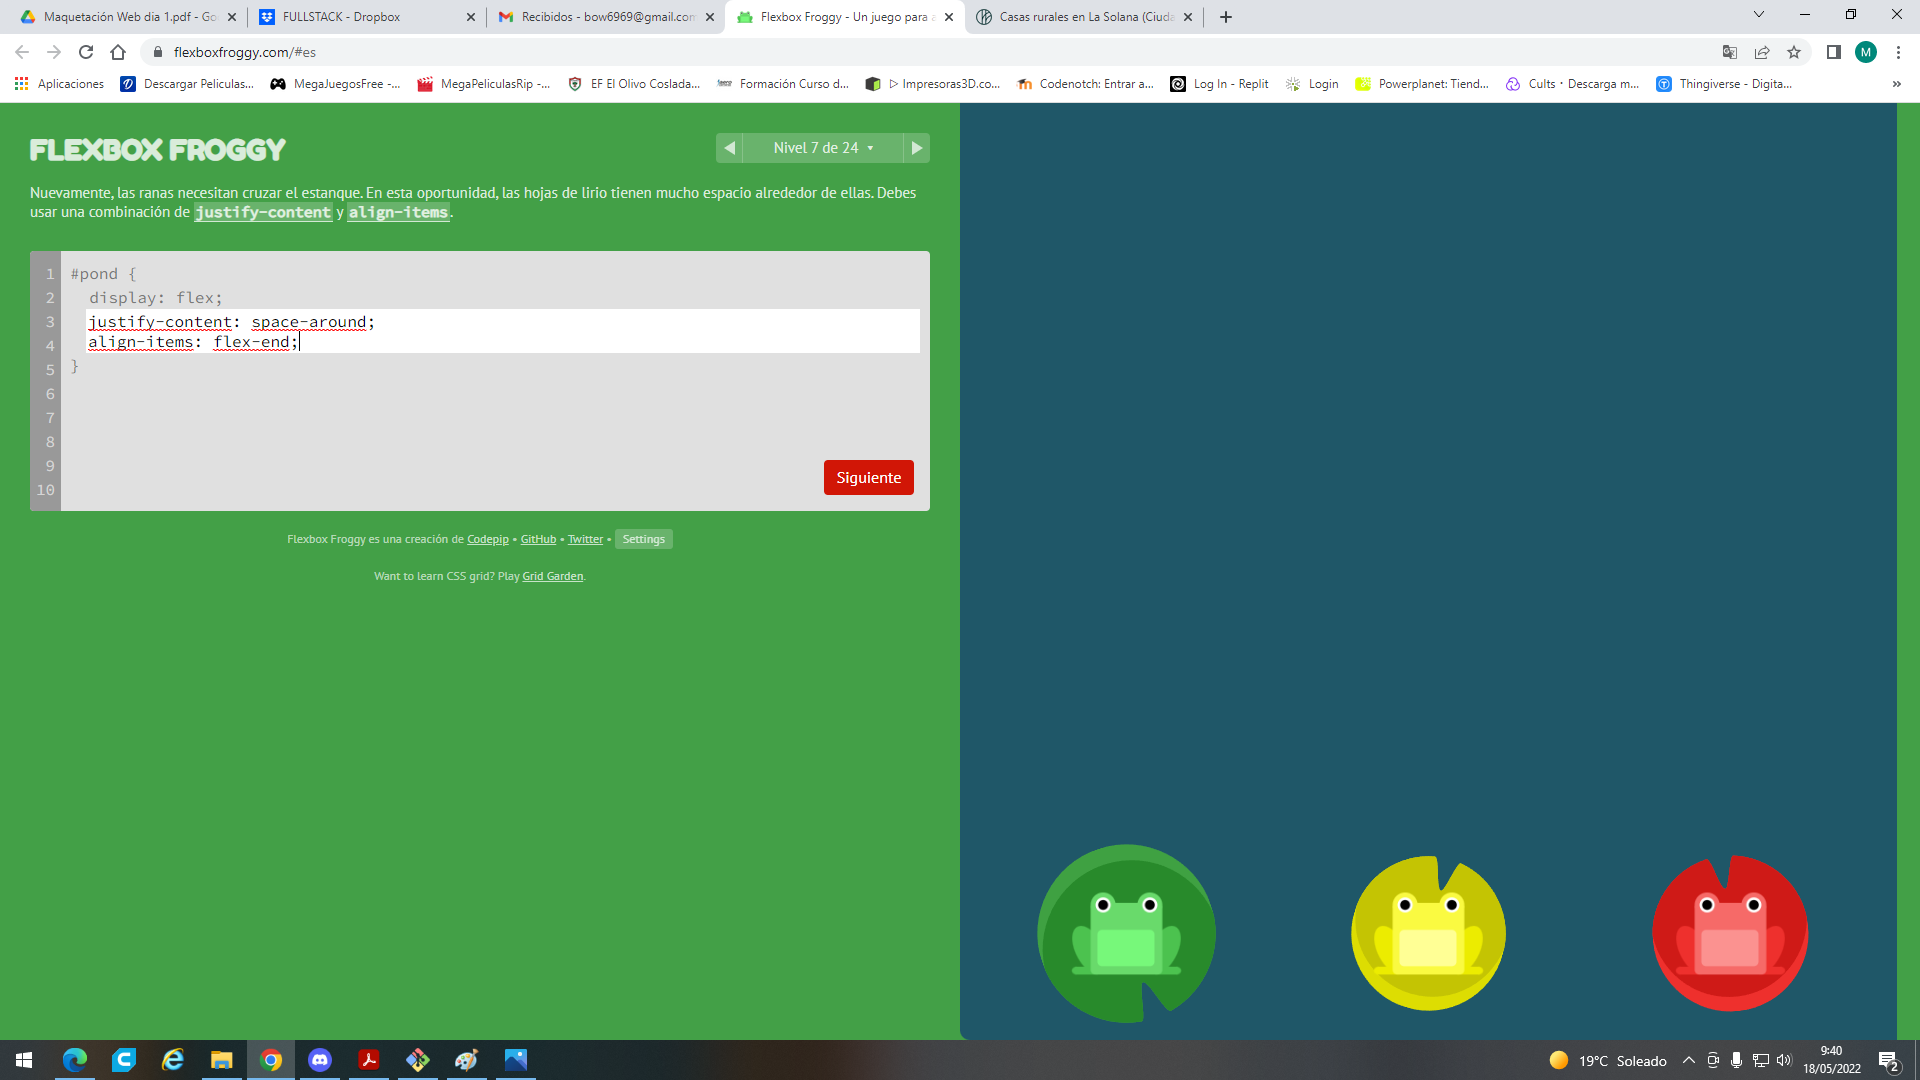 Maquetación Web dia 1.pdf - Go
FULLSTACK - Dropbox
Recibidos - bow6969@gmail.com
Flexbox Froggy - Un juego para a
Casas rurales en La Solana (Ciuda
flexboxfroggy.com/#es
M
Aplicaciones
Descargar Peliculas...
MegaJuegosFree -...
MegaPeliculasRip -...
EF El Olivo Coslada...
Formación Curso d...
▷ Impresoras3D.co...
Codenotch: Entrar a...
Log In - Replit
Login
Powerplanet: Tiend...
Cults・Descarga m...
Thingiverse - Digita...
»
FLEXBOX FROGGY
Nivel 7 de 24
Nuevamente, las ranas necesitan cruzar el estanque. En esta oportunidad, las hojas de lirio tienen mucho espacio alrededor de ellas. Debes
usar una combinación de justify-content y align-items.
1 #pond {
2 display: flex;
3 justify-content: space-around;
4 align-items: flex-end;
5 }
6
7
8
9
10
Siguiente
Flexbox Froggy es una creación de Codepip • GitHub • Twitter • Settings
Want to learn CSS grid? Play Grid Garden.
19°C Soleado
9:40
18/05/2022
2